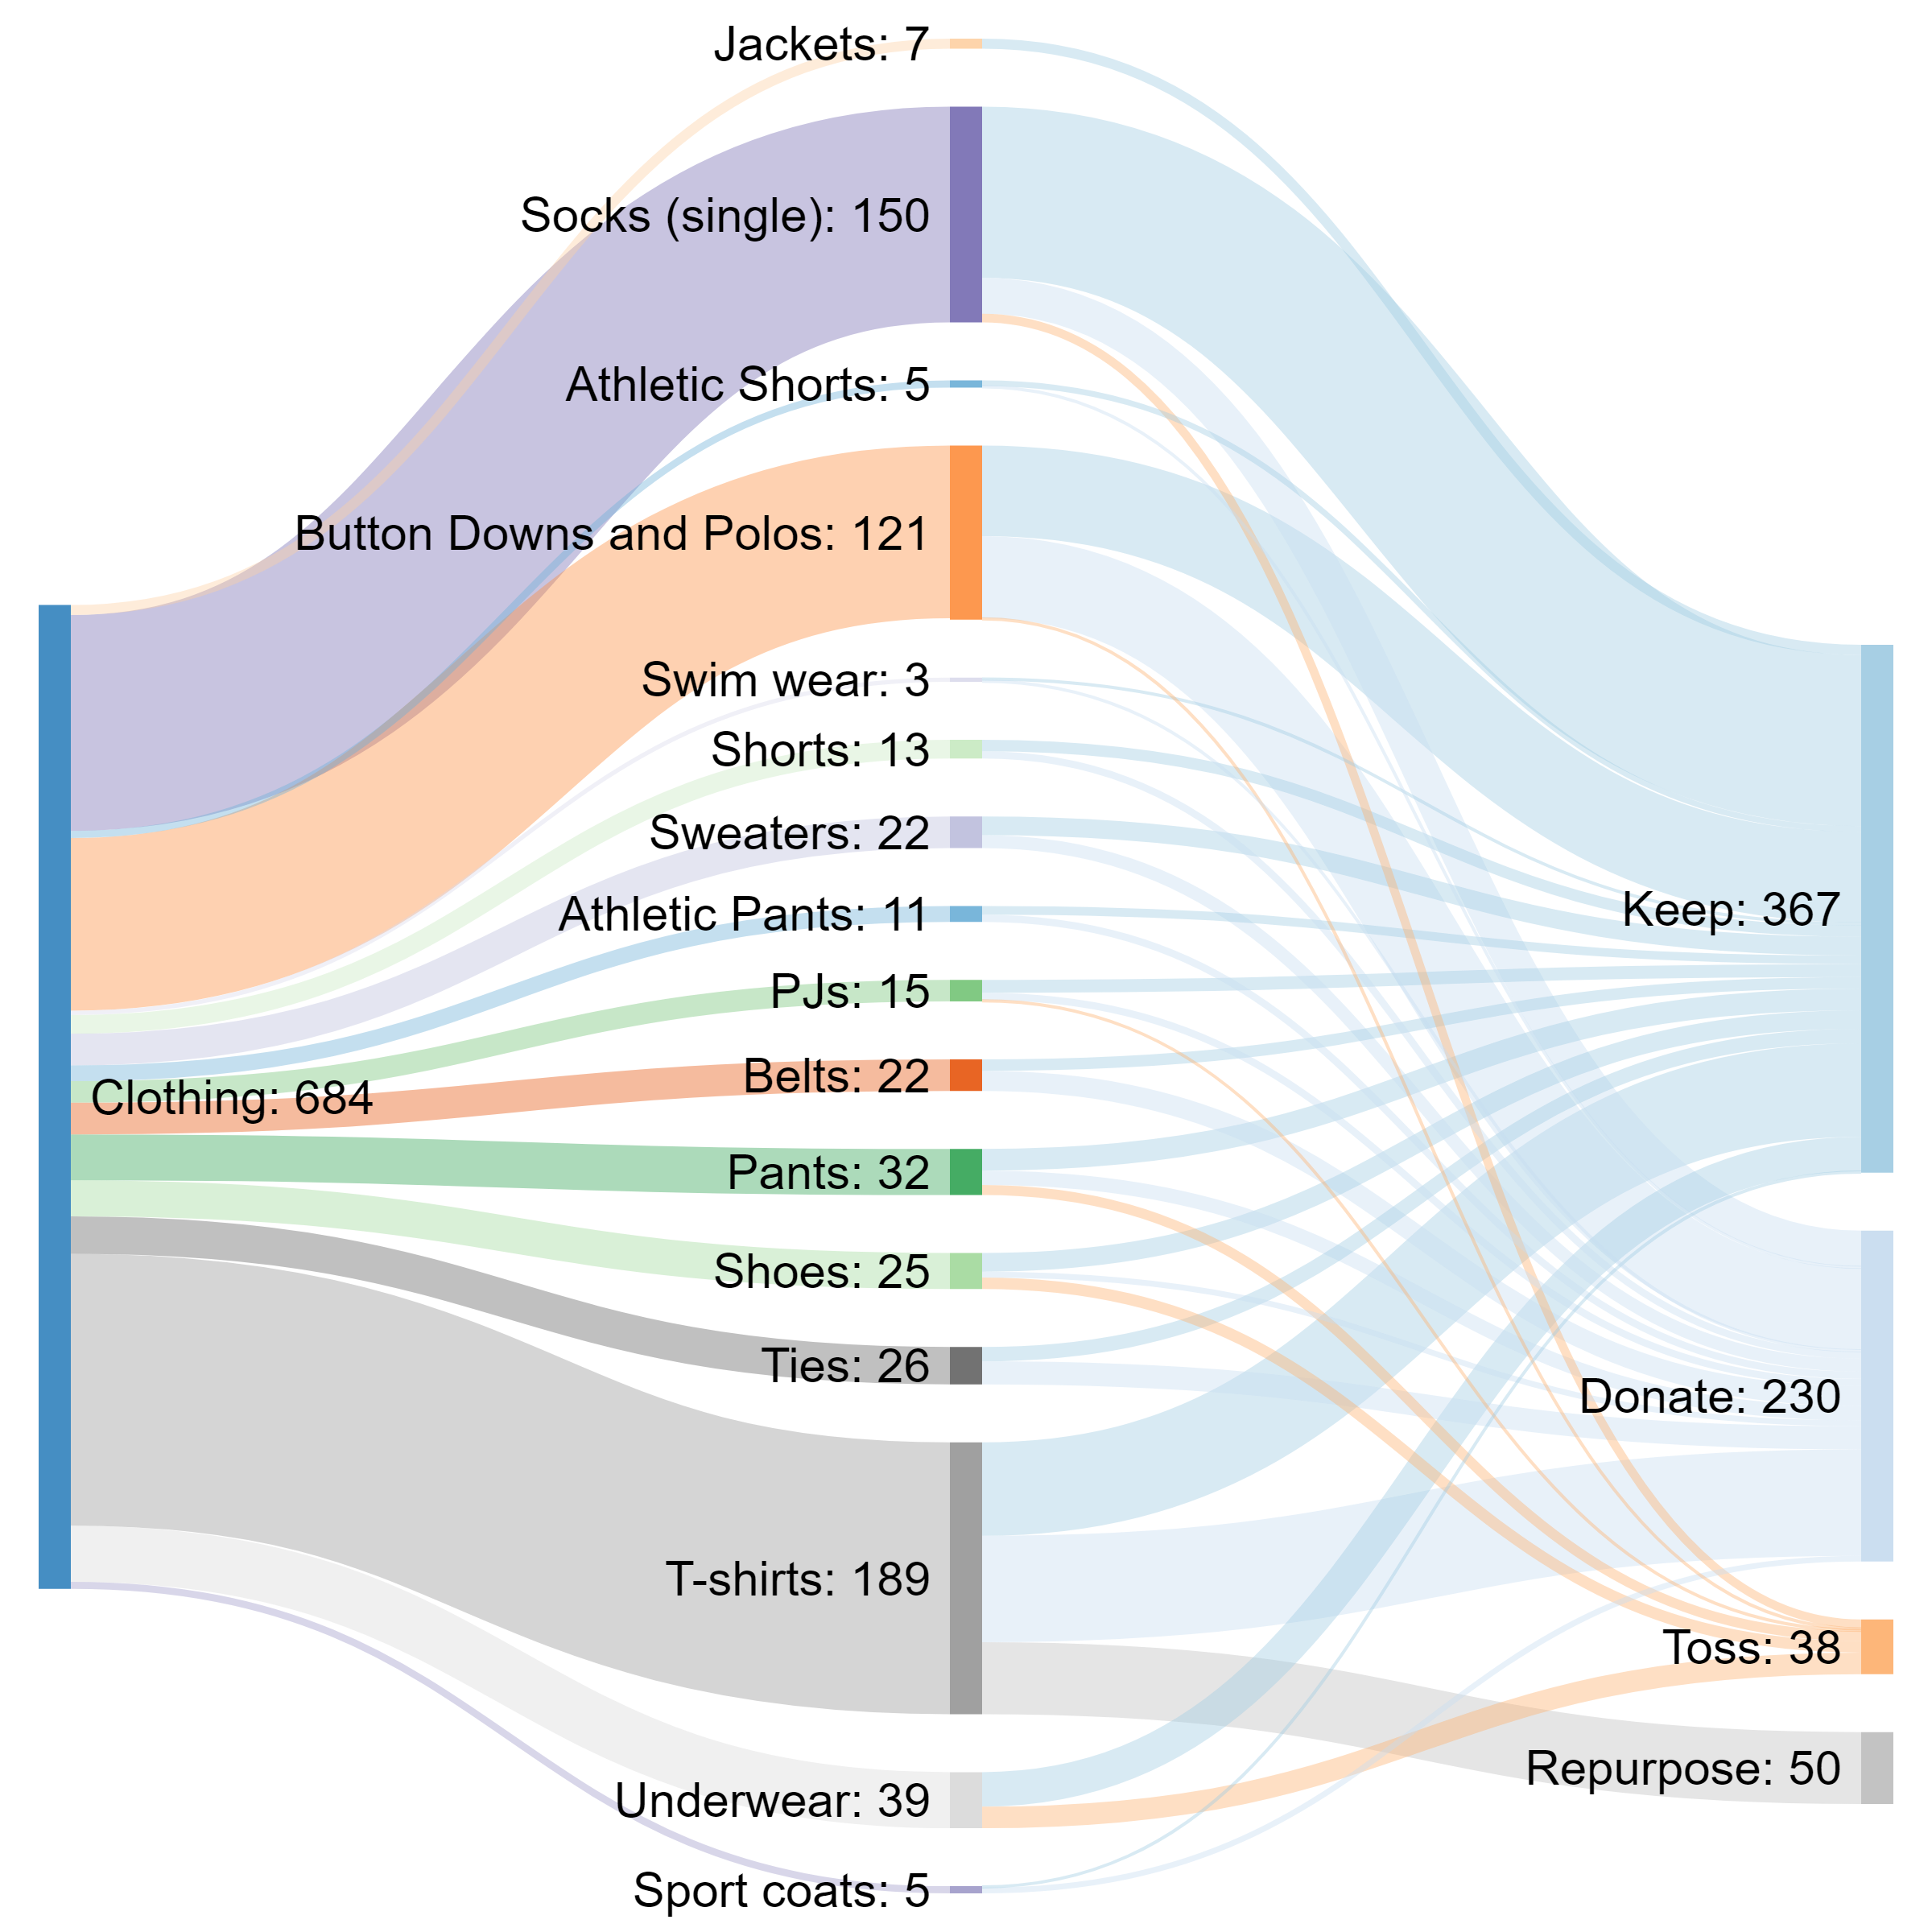 Jackets: 7
Socks (single): 150
Athletic Shorts: 5
Button Downs and Polos: 121
Swim wear: 3
Shorts: 13
Sweaters: 22
Athletic Pants: 11
PJs: 15
Belts: 22
Clothing: 684
Pants: 32
Shoes: 25
Ties: 26
T-shirts: 189
Underwear: 39
Sport coats: 5
Keep: 367
Donate: 230
Toss: 38
Repurpose: 50